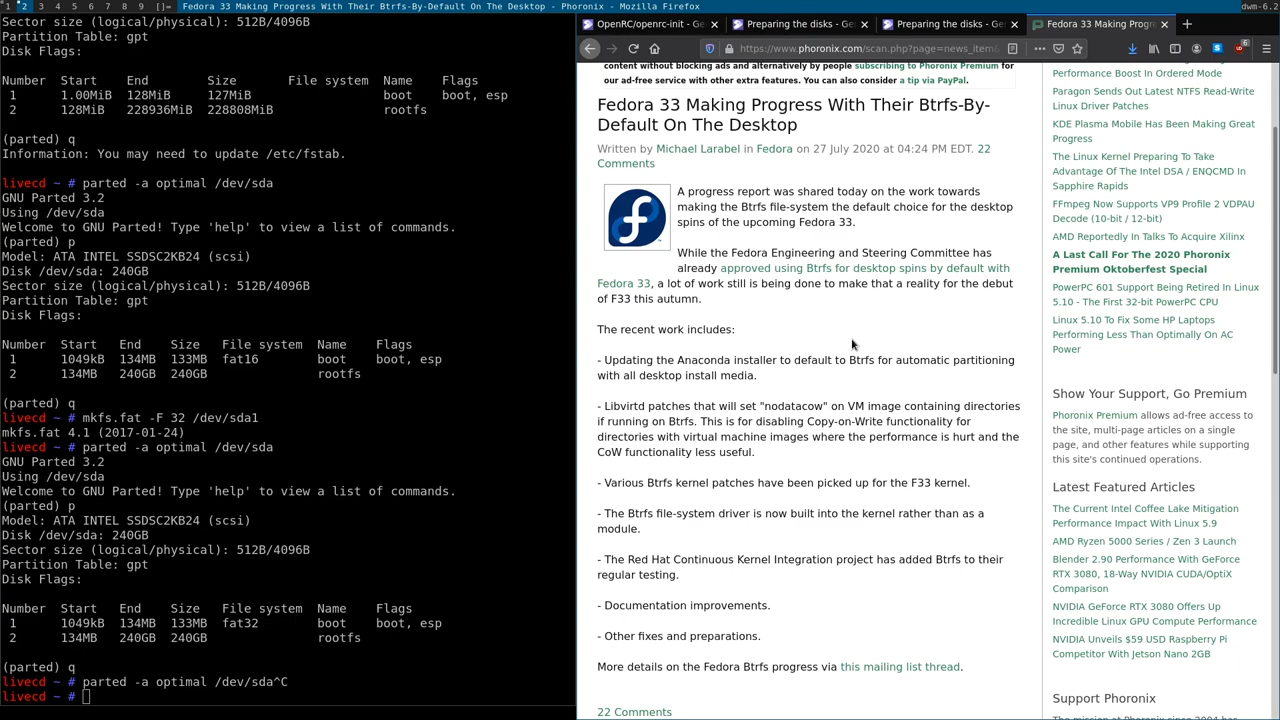 1 2 3 4 5 6 7 8 9 []= Fedora 33 Making Progress With Their Btrfs-By-Default On The Desktop - Phoronix - Mozilla Firefox dwm-6.2
Sector size (logical/physical): 512B/4096B
Partition Table: gpt
Disk Flags:
Number Start End Size File system Name Flags
1 1.00MiB 128MiB 127MiB boot boot, esp
2 128MiB 228936MiB 228808MiB rootfs
(parted) q
Information: You may need to update /etc/fstab.
livecd ~ # parted -a optimal /dev/sda
GNU Parted 3.2
Using /dev/sda
Welcome to GNU Parted! Type 'help' to view a list of commands.
(parted) p
Model: ATA INTEL SSDSC2KB24 (scsi)
Disk /dev/sda: 240GB
Sector size (logical/physical): 512B/4096B
Partition Table: gpt
Disk Flags:
Number Start End Size File system Name Flags
1 1049kB 134MB 133MB fat16 boot boot, esp
2 134MB 240GB 240GB rootfs
(parted) q
livecd ~ # mkfs.fat -F 32 /dev/sda1
mkfs.fat 4.1 (2017-01-24)
livecd ~ # parted -a optimal /dev/sda
GNU Parted 3.2
Using /dev/sda
Welcome to GNU Parted! Type 'help' to view a list of commands.
(parted) p
Model: ATA INTEL SSDSC2KB24 (scsi)
Disk /dev/sda: 240GB
Sector size (logical/physical): 512B/4096B
Partition Table: gpt
Disk Flags:
Number Start End Size File system Name Flags
1 1049kB 134MB 133MB fat32 boot boot, esp
2 134MB 240GB 240GB rootfs
(parted) q
livecd ~ # parted -a optimal /dev/sda^C
livecd ~ #
OpenRC/openrc-init - Ge Preparing the disks - Ge Preparing the disks - Ge Fedora 33 Making Progr
https://www.phoronix.com/scan.php?page=news_item&
content without blocking ads and alternatively by people subscribing to Phoronix Premium for
our ad-free service with other extra features. You can also consider a tip via PayPal.
Fedora 33 Making Progress With Their Btrfs-By-
Default On The Desktop
Written by Michael Larabel in Fedora on 27 July 2020 at 04:24 PM EDT. 22
Comments
A progress report was shared today on the work towards
making the Btrfs file-system the default choice for the desktop
spins of the upcoming Fedora 33.
While the Fedora Engineering and Steering Committee has
already approved using Btrfs for desktop spins by default with
Fedora 33, a lot of work still is being done to make that a reality for the debut
of F33 this autumn.
The recent work includes:
- Updating the Anaconda installer to default to Btrfs for automatic partitioning
with all desktop install media.
- Libvirtd patches that will set "nodatacow" on VM image containing directories
if running on Btrfs. This is for disabling Copy-on-Write functionality for
directories with virtual machine images where the performance is hurt and the
CoW functionality less useful.
- Various Btrfs kernel patches have been picked up for the F33 kernel.
- The Btrfs file-system driver is now built into the kernel rather than as a
module.
- The Red Hat Continuous Kernel Integration project has added Btrfs to their
regular testing.
- Documentation improvements.
- Other fixes and preparations.
More details on the Fedora Btrfs progress via this mailing list thread.
22 Comments
Performance Boost In Ordered Mode
Paragon Sends Out Latest NTFS Read-Write
Linux Driver Patches
KDE Plasma Mobile Has Been Making Great
Progress
The Linux Kernel Preparing To Take
Advantage Of The Intel DSA / ENQCMD In
Sapphire Rapids
FFmpeg Now Supports VP9 Profile 2 VDPAU
Decode (10-bit / 12-bit)
AMD Reportedly In Talks To Acquire Xilinx
A Last Call For The 2020 Phoronix
Premium Oktoberfest Special
PowerPC 601 Support Being Retired In Linux
5.10 - The First 32-bit PowerPC CPU
Linux 5.10 To Fix Some HP Laptops
Performing Less Than Optimally On AC
Power
Show Your Support, Go Premium
Phoronix Premium allows ad-free access to
the site, multi-page articles on a single
page, and other features while supporting
this site's continued operations.
Latest Featured Articles
The Current Intel Coffee Lake Mitigation
Performance Impact With Linux 5.9
AMD Ryzen 5000 Series / Zen 3 Launch
Blender 2.90 Performance With GeForce
RTX 3080, 18-Way NVIDIA CUDA/OptiX
Comparison
NVIDIA GeForce RTX 3080 Offers Up
Incredible Linux GPU Compute Performance
NVIDIA Unveils $59 USD Raspberry Pi
Competitor With Jetson Nano 2GB
Support Phoronix